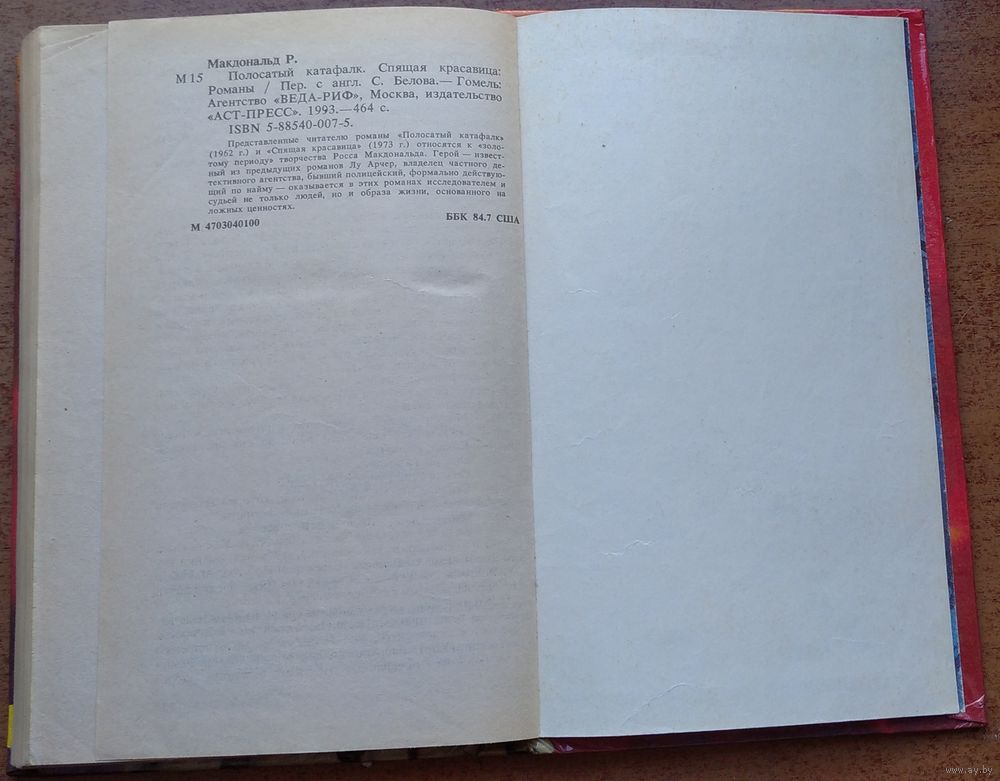 Макдональд Р.
М 15 Полосатый катафалк. Спящая красавица:
Романы / Пер. с англ. С. Белова.— Гомель:
Агентство «ВЕДА-РИФ», Москва, издательство
«АСТ-ПРЕСС». 1993.—464 с.
ISBN 5-88540-007-5.
Представленные читателю романы «Полосатый катафалк»
(1962 г.) и «Спящая красавица» (1973 г.) относятся к «золо-
тому периоду» творчества Росса Макдональда. Герой — извест-
ный из предыдущих романов Лу Арчер, владелец частного де-
тективного агентства, бывший полицейский, формально действую-
щий по найму — оказывается в этих романах исследователем и
судьей не только людей, но и образа жизни, основанного на
ложных ценностях.
М 4703040100 ББК 84.7 США
www.ay.by